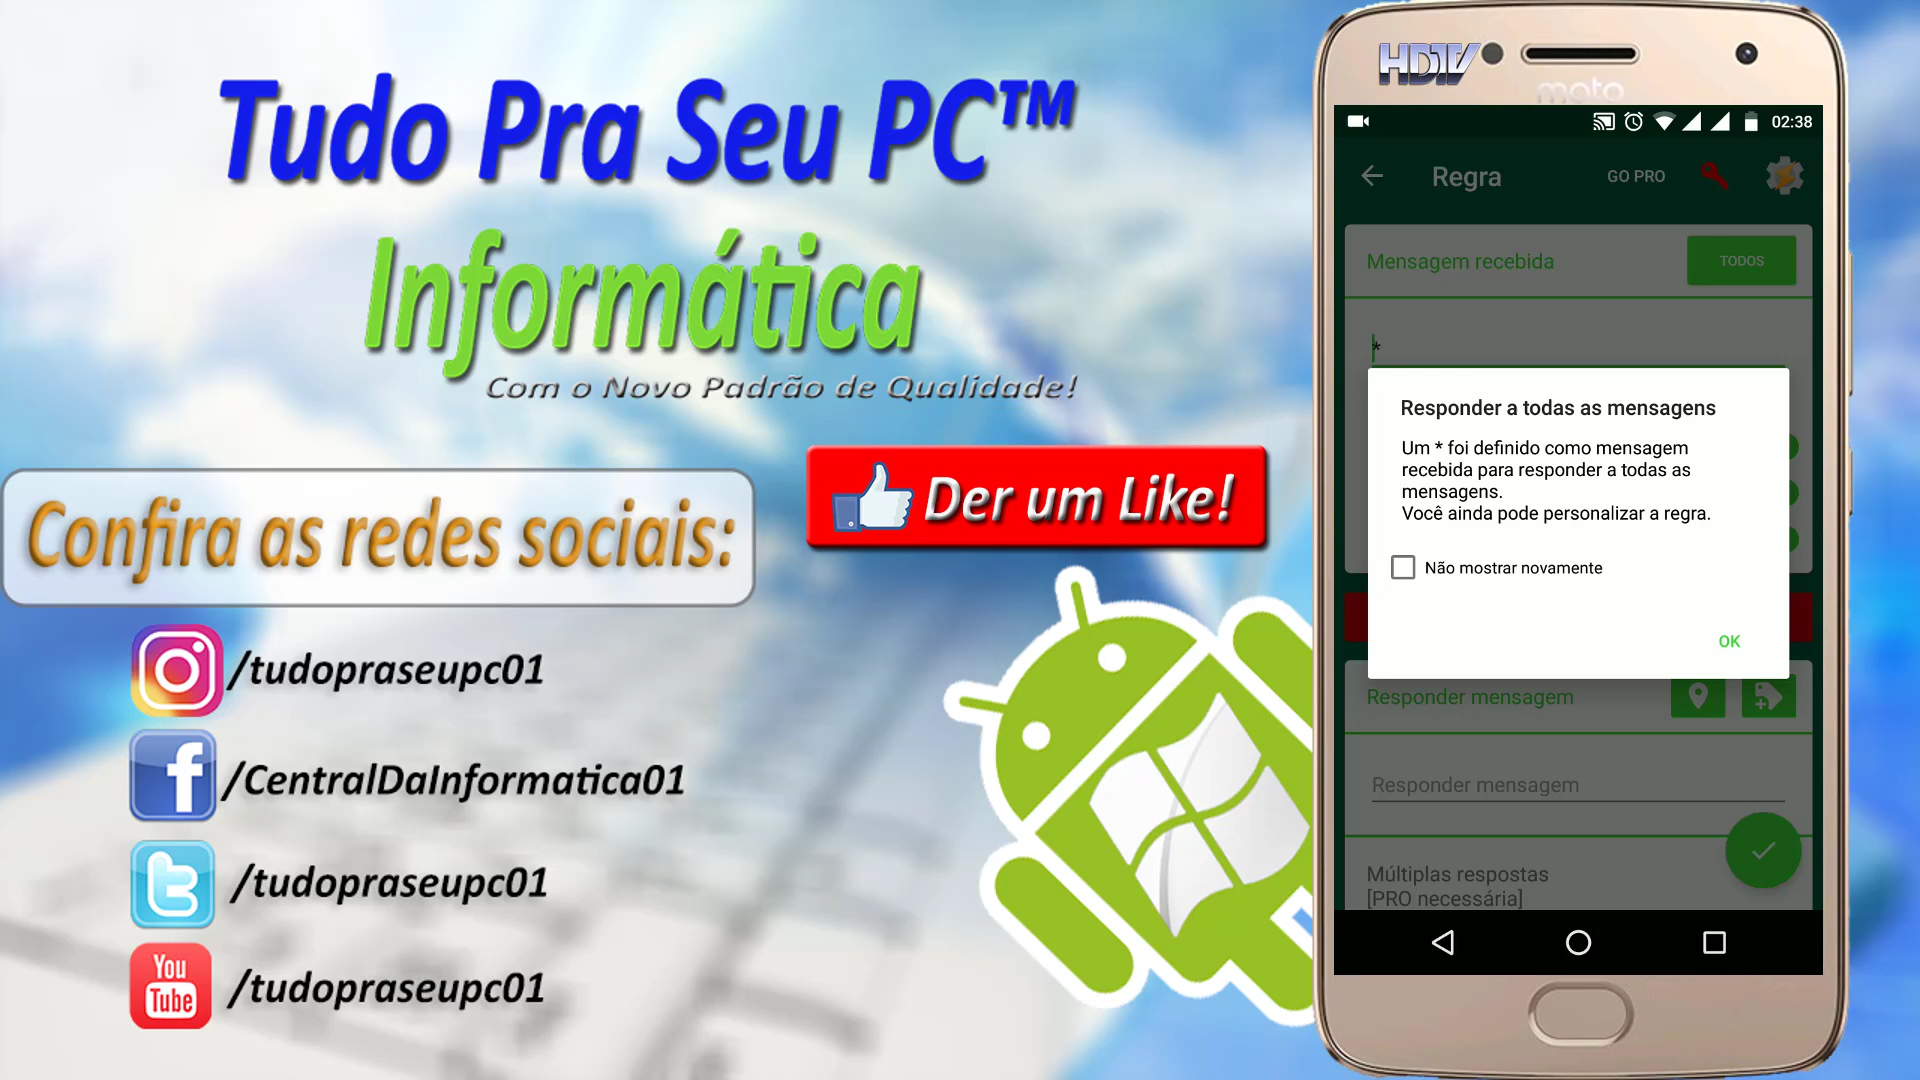 Tudo Pra Seu PC™
Informática
Com o Novo Padrão de Qualidade!
Der um Like!
Confira as redes sociais:
/tudopraseupc01
/CentralDaInformatica01
/tudopraseupc01
You
Tube
/tudopraseupc01
HDTV
moto
02:38
Regra
GO PRO
Mensagem recebida
TODOS
*
Responder a todas as mensagens
Um * foi definido como mensagem
recebida para responder a todas as
mensagens.
Você ainda pode personalizar a regra.
Não mostrar novamente
OK
Responder mensagem
Responder mensagem
Múltiplas respostas
[PRO necessária]